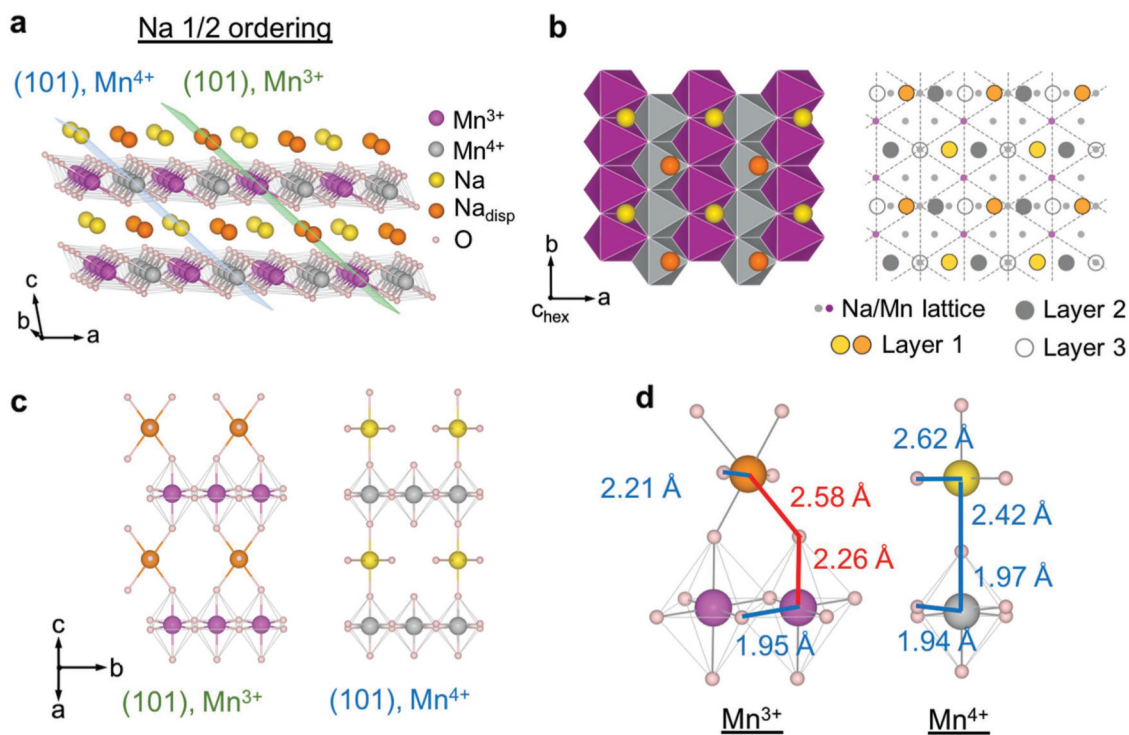 a
Na 1/2 ordering
(101), Mn4+
(101), Mn3+
Mn3+
Mn4+
Na
Nadisp
O
c
b
a
b
b
chex
a
Na/Mn lattice
Layer 1
Layer 2
Layer 3
c
c
b
a
(101), Mn3+
(101), Mn4+
d
2.21 Å
2.58 Å
2.26 Å
1.95 Å
Mn3+
2.62 Å
2.42 Å
1.97 Å
1.94 Å
Mn4+